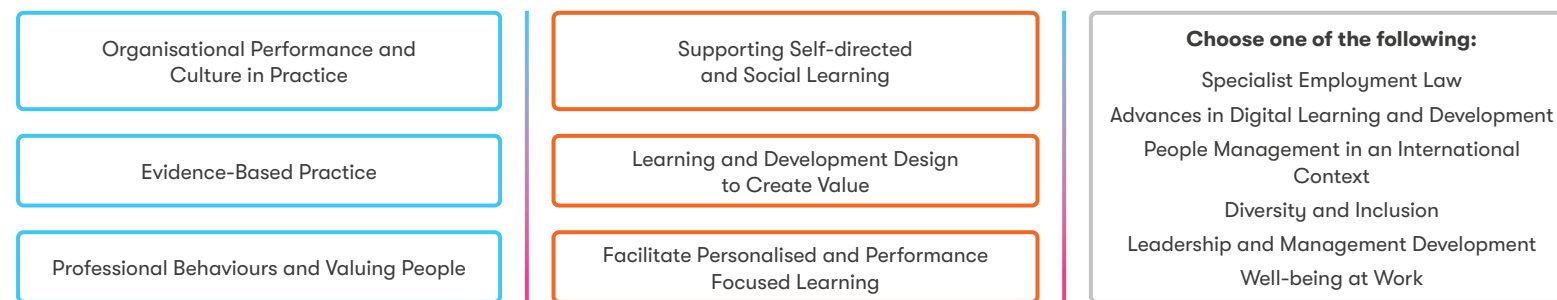 Organisational Performance and
Culture in Practice
Evidence-Based Practice
Professional Behaviours and Valuing People
Supporting Self-directed
and Social Learning
Learning and Development Design
to Create Value
Facilitate Personalised and Performance
Focused Learning
Choose one of the following:
Specialist Employment Law
Advances in Digital Learning and Development
People Management in an International
Context
Diversity and Inclusion
Leadership and Management Development
Well-being at Work